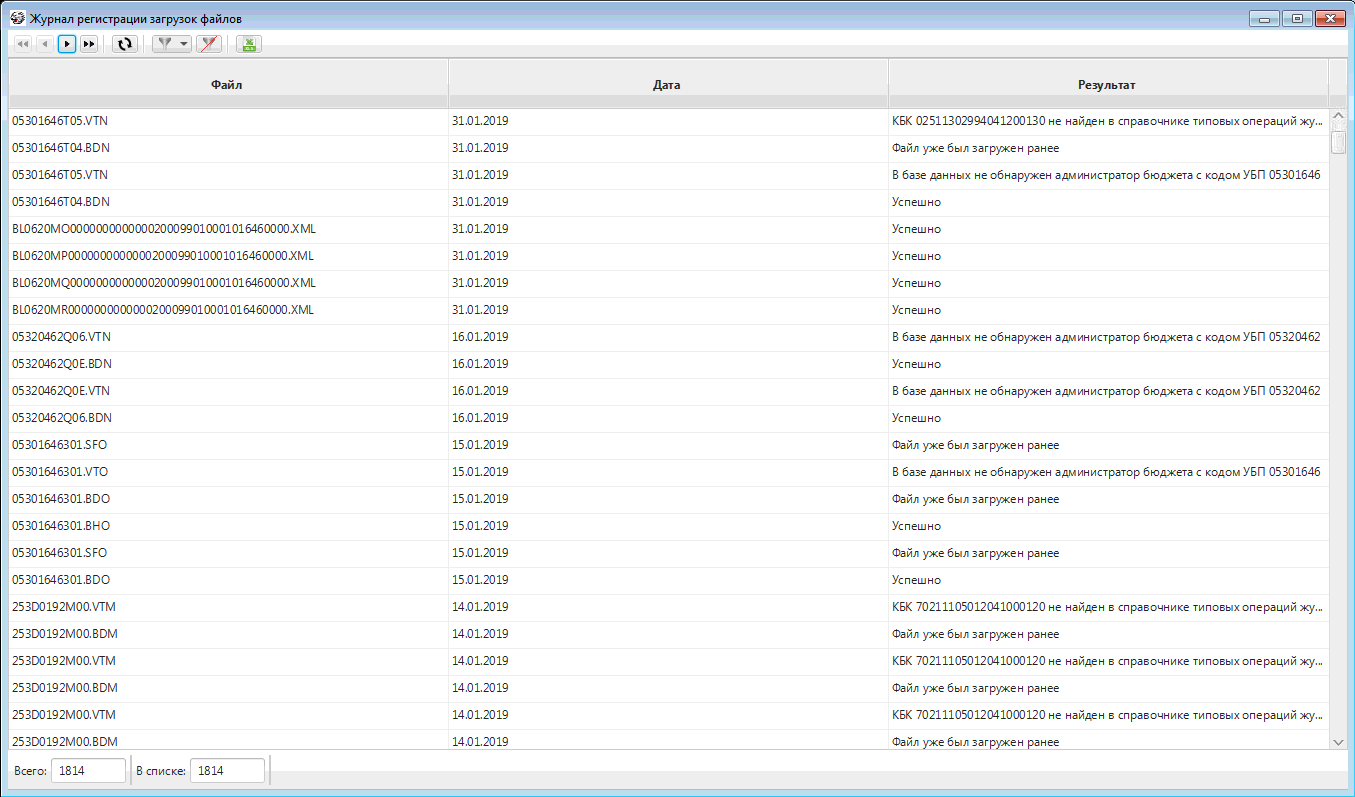 Журнал регистрации загрузок файлов
Файл Дата Результат
05301646T05.VTN 31.01.2019 КБК 02511302994041200130 не найден в справочнике типовых операций жу...
05301646T04.BDN 31.01.2019 Файл уже был загружен ранее
05301646T05.VTN 31.01.2019 В базе данных не обнаружен администратор бюджета с кодом УБП 05301646
05301646T04.BDN 31.01.2019 Успешно
BL0620MO00000000000002000990100010164600​00.XML 31.01.2019 Успешно
BL0620MP0000000000000200099010001016460000.XML 31.01.2019 Успешно
BL0620MQ0000000000000200099010001016460000.XML 31.01.2019 Успешно
BL0620MR0000000000000200099010001016460000.XML 31.01.2019 Успешно
05320462Q06.VTN 16.01.2019 В базе данных не обнаружен администратор бюджета с кодом УБП 05320462
05320462Q0E.BDN 16.01.2019 Успешно
05320462Q0E.VTN 16.01.2019 В базе данных не обнаружен администратор бюджета с кодом УБП 05320462
05320462Q06.BDN 16.01.2019 Успешно
05301646301.SFO 15.01.2019 Файл уже был загружен ранее
05301646301.VTO 15.01.2019 В базе данных не обнаружен администратор бюджета с кодом УБП 05301646
05301646301.BDO 15.01.2019 Файл уже был загружен ранее
05301646301.BHO 15.01.2019 Успешно
05301646301.SFO 15.01.2019 Файл уже был загружен ранее
05301646301.BDO 15.01.2019 Успешно
253D0192M00.VTM 14.01.2019 КБК 70211105012041000120 не найден в справочнике типовых операций жу...
253D0192M00.BDM 14.01.2019 Файл уже был загружен ранее
253D0192M00.VTM 14.01.2019 КБК 70211105012041000120 не найден в справочнике типовых операций жу...
253D0192M00.BDM 14.01.2019 Файл уже был загружен ранее
253D0192M00.VTM 14.01.2019 КБК 70211105012041000120 не найден в справочнике типовых операций жу...
253D0192M00.BDM 14.01.2019 Файл уже был загружен ранее
Всего: 1814 В списке: 1814